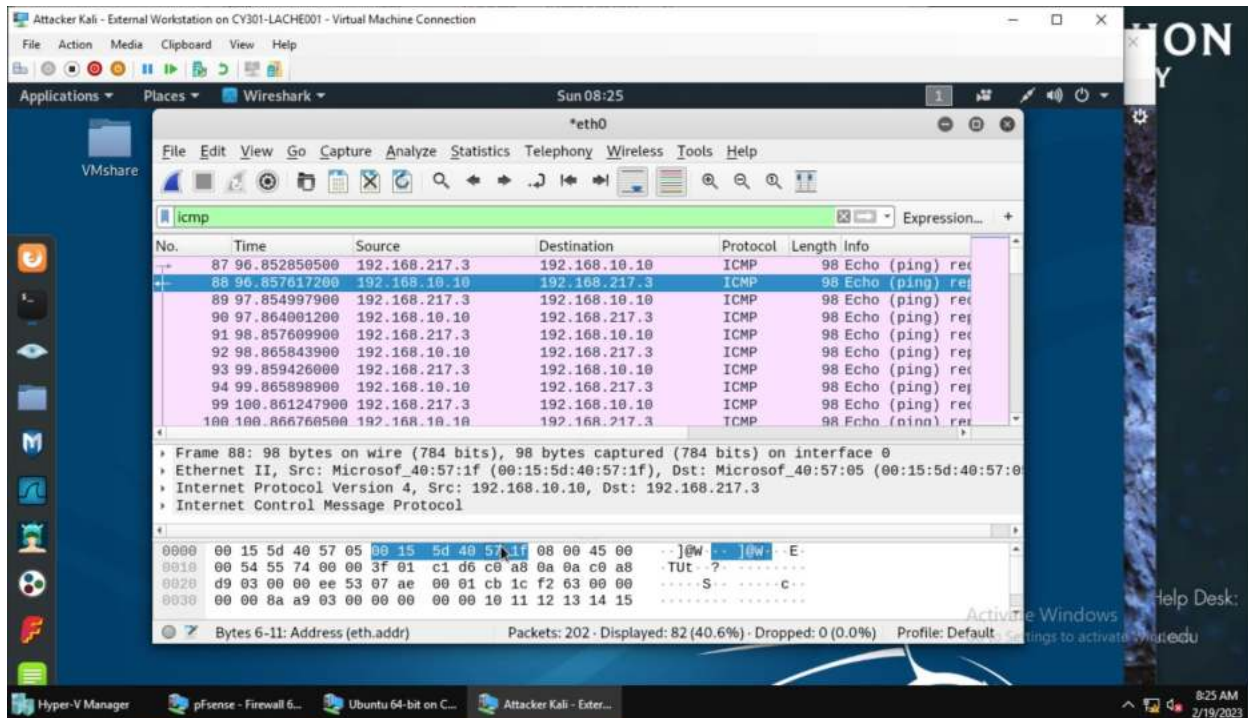 Attacker Kali - External Workstation on CY301-LACHE001 - Virtual Machine Connection
File Action Media Clipboard View Help
ION
Applications Places Wireshark Sun 08:25 1
Y
*eth0
VMshare
File Edit View Go Capture Analyze Statistics Telephony Wireless Tools Help
icmp Expression... +
No. Time Source Destination Protocol Length Info
87 96.852850500 192.168.217.3 192.168.10.10 ICMP 98 Echo (ping) req
88 96.857617200 192.168.10.10 192.168.217.3 ICMP 98 Echo (ping) rep
89 97.854997900 192.168.217.3 192.168.10.10 ICMP 98 Echo (ping) req
90 97.864001200 192.168.10.10 192.168.217.3 ICMP 98 Echo (ping) rep
91 98.857609900 192.168.217.3 192.168.10.10 ICMP 98 Echo (ping) req
92 98.865843900 192.168.10.10 192.168.217.3 ICMP 98 Echo (ping) rep
93 99.859426000 192.168.217.3 192.168.10.10 ICMP 98 Echo (ping) req
94 99.865898900 192.168.10.10 192.168.217.3 ICMP 98 Echo (ping) rep
99 100.861247900 192.168.217.3 192.168.10.10 ICMP 98 Echo (ping) req
100 100.866760500 192.168.10.10 192.168.217.3 ICMP 98 Echo (ping) rep
Frame 88: 98 bytes on wire (784 bits), 98 bytes captured (784 bits) on interface 0
Ethernet II, Src: Microsof_40:57:1f (00:15:5d:40:57:1f), Dst: Microsof_40:57:05 (00:15:5d:40:57:0
Internet Protocol Version 4, Src: 192.168.10.10, Dst: 192.168.217.3
Internet Control Message Protocol
0000 00 15 5d 40 57 05 00 15 5d 40 57 1f 08 00 45 00 ··]@W··· ]@W···E·
0010 00 54 55 74 00 00 3f 01 c1 d6 c0 a8 0a 0a c0 a8 ·TUt··?· ········
0020 d9 03 00 00 ee 53 07 ae 00 01 cb 1c f2 63 00 00 ·····S·· ·····c··
0030 00 00 8a a9 03 00 00 00 00 00 10 11 12 13 14 15 ········ ········
Help Desk:
Activate Windows
Bytes 6-11: Address (eth.addr) Packets: 202 · Displayed: 82 (40.6%) · Dropped: 0 (0.0%) Profile: Default
Settings to activate
.edu
Hyper-V Manager pfSense - Firewall 6... Ubuntu 64-bit on C... Attacker Kali - Exter... 8:25 AM
2/19/2023